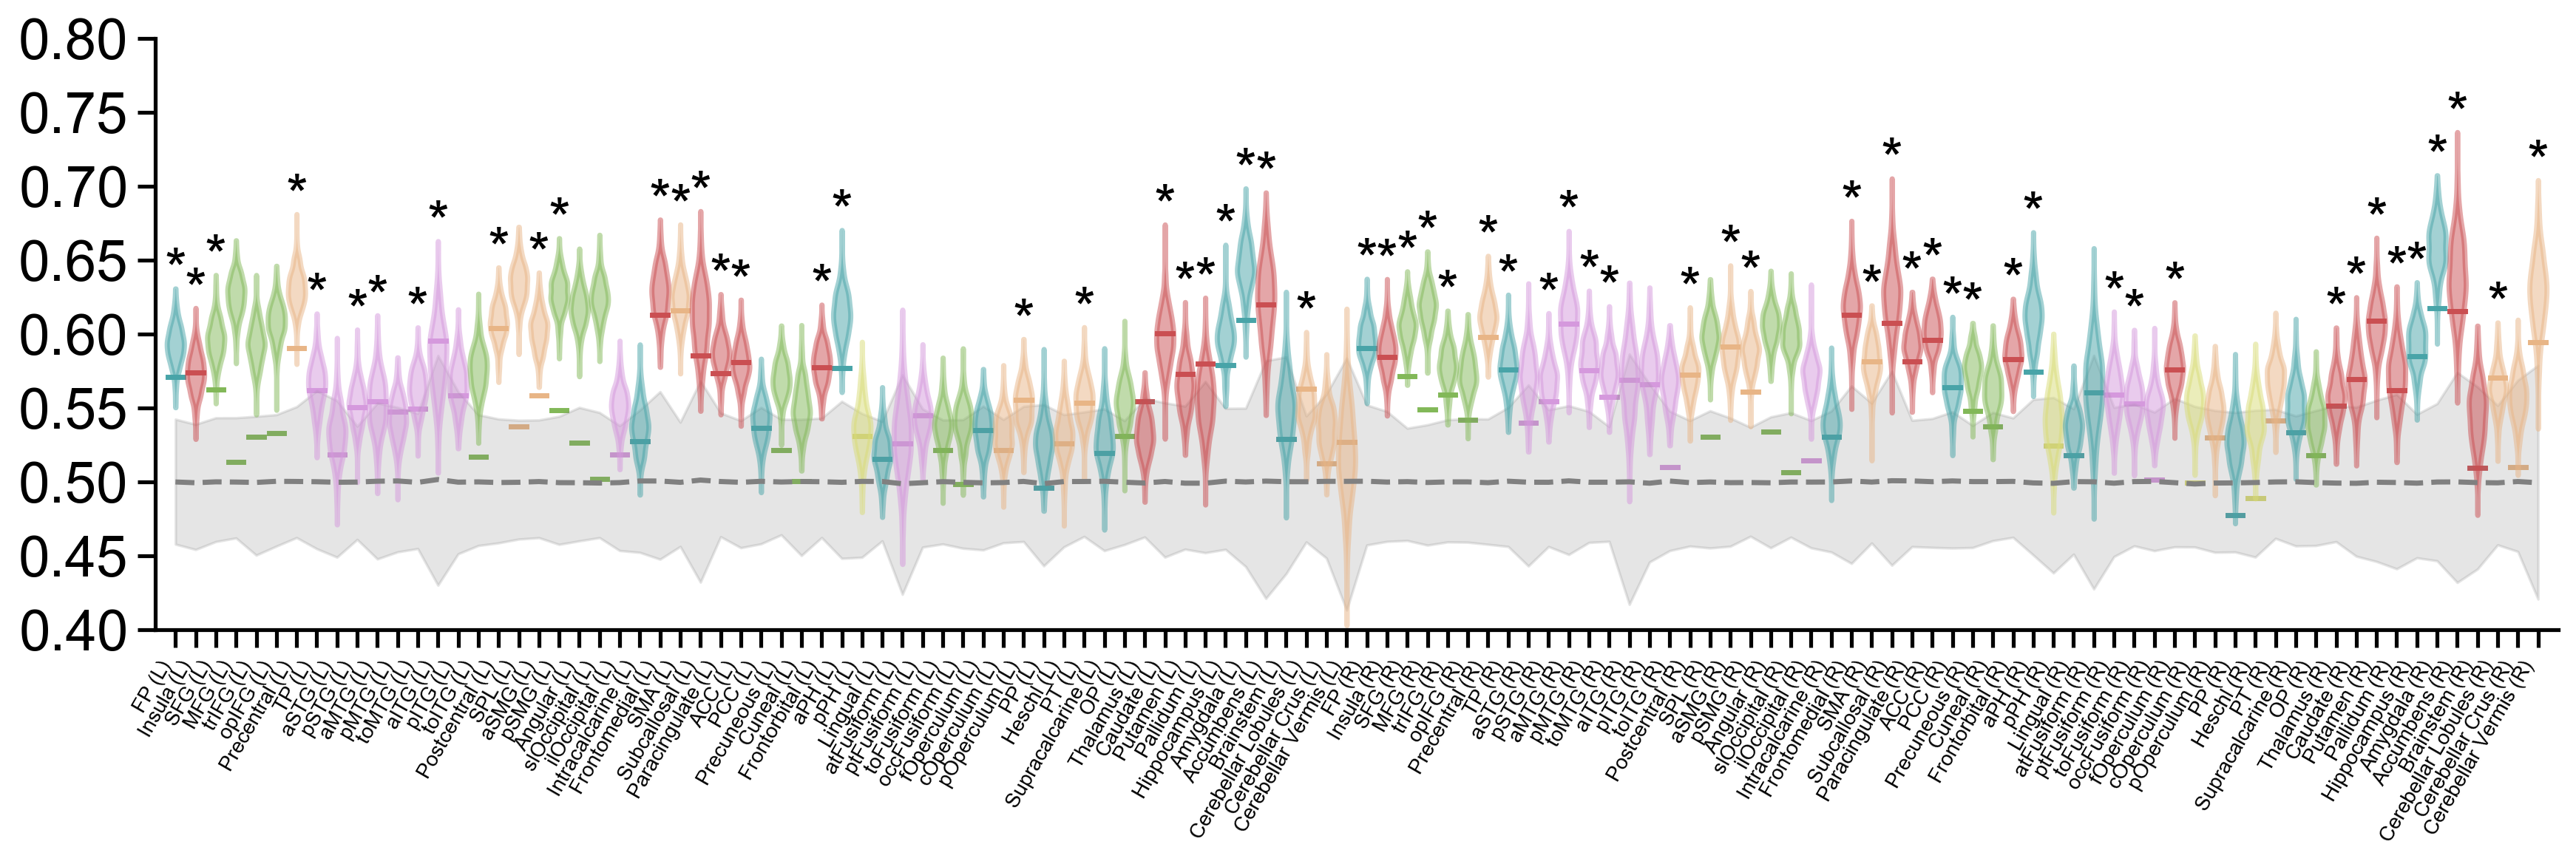 0.80
0.75
0.70
0.65
0.60
0.55
0.50
0.45
0.40
FP (L)
Insula (L)
SFG (L)
MFG (L)
trIFG (L)
opIFG (L)
Precentral (L)
TP (L)
aSTG (L)
pSTG (L)
aMTG (L)
pMTG (L)
toMTG (L)
aITG (L)
pITG (L)
toITG (L)
Postcentral (L)
SPL (L)
aSMG (L)
pSMG (L)
Angular (L)
slOccipital (L)
ilOccipital (L)
Intracalcarine (L)
Frontomedial (L)
SMA (L)
Subcallosal (L)
Paracingulate (L)
ACC (L)
PCC (L)
Precuneous (L)
Cuneal (L)
Frontorbital (L)
aPH (L)
pPH (L)
Lingual (L)
atFusiform (L)
ptFusiform (L)
toFusiform (L)
occFusiform (L)
fOperculum (L)
cOperculum (L)
pOperculum (L)
PP (L)
Heschl (L)
PT (L)
Supracalcarine (L)
OP (L)
Thalamus (L)
Caudate (L)
Putamen (L)
Pallidum (L)
Hippocampus (L)
Amygdala (L)
Accumbens (L)
Brainstem (L)
Cerebellar Lobules (L)
Cerebellar Crus (L)
Cerebellar Vermis (L)
FP (R)
Insula (R)
SFG (R)
MFG (R)
trIFG (R)
opIFG (R)
Precentral (R)
TP (R)
aSTG (R)
pSTG (R)
aMTG (R)
pMTG (R)
toMTG (R)
aITG (R)
pITG (R)
toITG (R)
Postcentral (R)
SPL (R)
aSMG (R)
pSMG (R)
Angular (R)
slOccipital (R)
ilOccipital (R)
Intracalcarine (R)
Frontomedial (R)
SMA (R)
Subcallosal (R)
Paracingulate (R)
ACC (R)
PCC (R)
Precuneous (R)
Cuneal (R)
Frontorbital (R)
aPH (R)
pPH (R)
Lingual (R)
atFusiform (R)
ptFusiform (R)
toFusiform (R)
occFusiform (R)
fOperculum (R)
cOperculum (R)
pOperculum (R)
PP (R)
Heschl (R)
PT (R)
Supracalcarine (R)
OP (R)
Thalamus (R)
Caudate (R)
Putamen (R)
Pallidum (R)
Hippocampus (R)
Amygdala (R)
Accumbens (R)
Brainstem (R)
Cerebellar Lobules (R)
Cerebellar Crus (R)
Cerebellar Vermis (R)